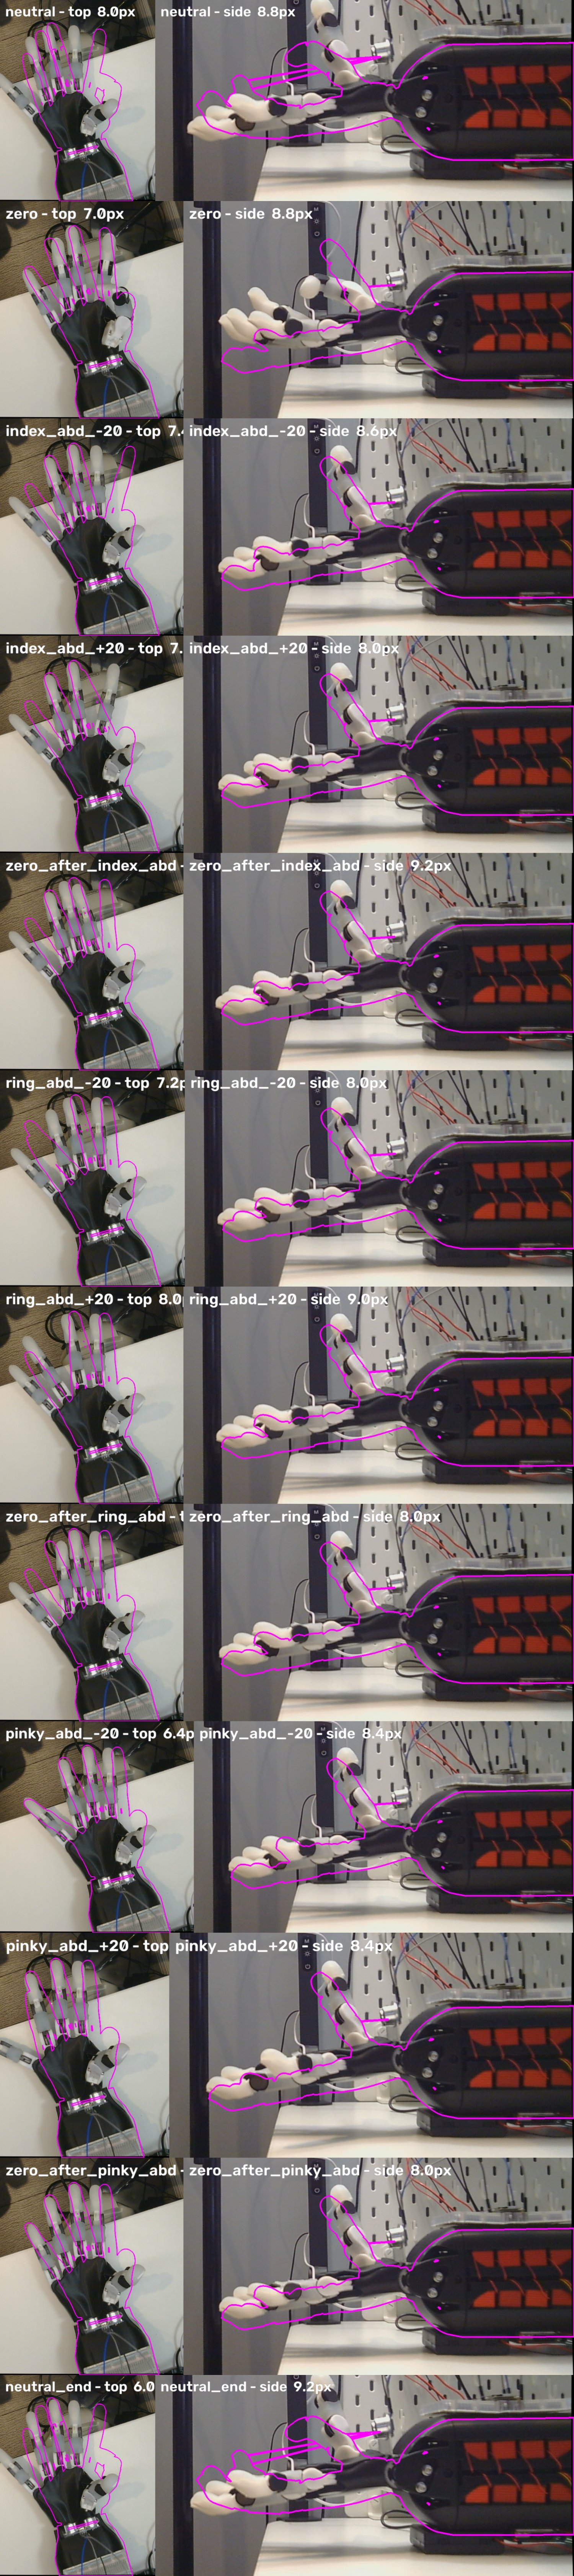 neutral - top 8.0px
neutral - side 8.8px
zero - top 7.0px
zero - side 8.8px
index_abd_-20 - top 7.
index_abd_-20 - side 8.6px
index_abd_+20 - top 7.
index_abd_+20 - side 8.0px
zero_after_index_abd -
zero_after_index_abd - side 9.2px
ring_abd_-20 - top 7.2p
ring_abd_-20 - side 8.0px
ring_abd_+20 - top 8.0
ring_abd_+20 - side 9.0px
zero_after_ring_abd -
zero_after_ring_abd - side 8.0px
pinky_abd_-20 - top 6.4p
pinky_abd_-20 - side 8.4px
pinky_abd_+20 - top
pinky_abd_+20 - side 8.4px
zero_after_pinky_abd -
zero_after_pinky_abd - side 8.0px
neutral_end - top 6.0
neutral_end - side 9.2px